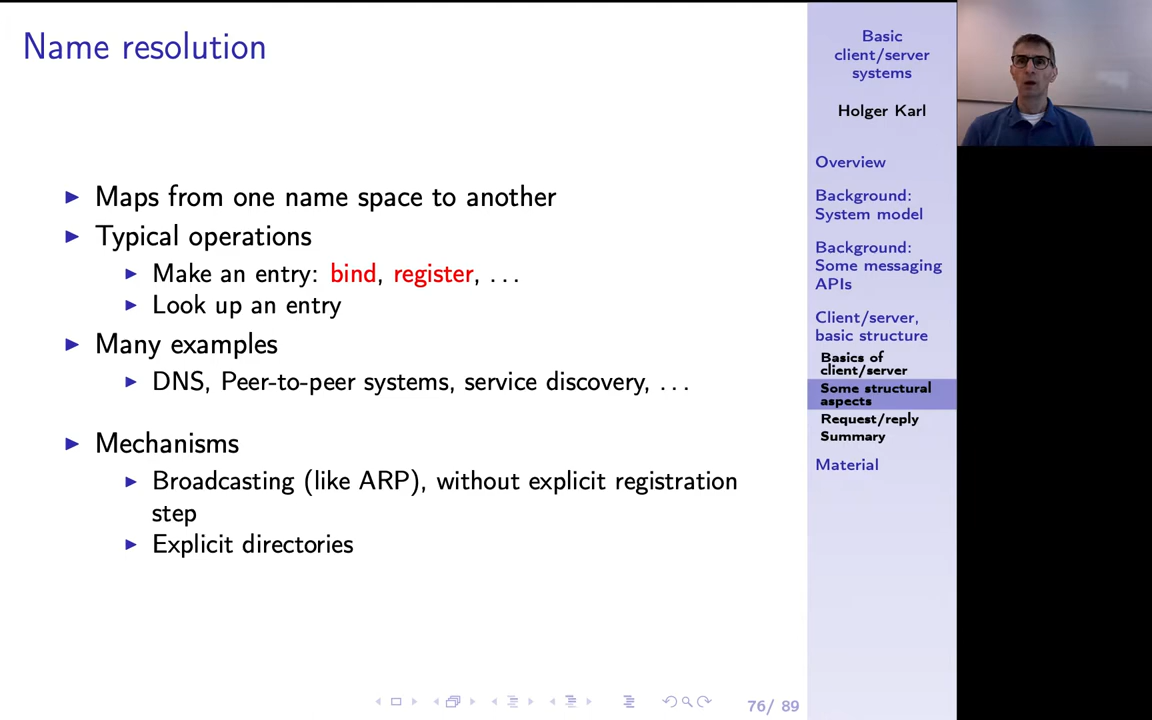 Name resolution
Maps from one name space to another
Typical operations
Make an entry: bind, register, ...
Look up an entry
Many examples
DNS, Peer-to-peer systems, service discovery, ...
Mechanisms
Broadcasting (like ARP), without explicit registration
step
Explicit directories
76/ 89
Basic
client/server
systems
Holger Karl
Overview
Background:
System model
Background:
Some messaging
APIs
Client/server,
basic structure
Basics of
client/server
Some structural
aspects
Request/reply
Summary
Material